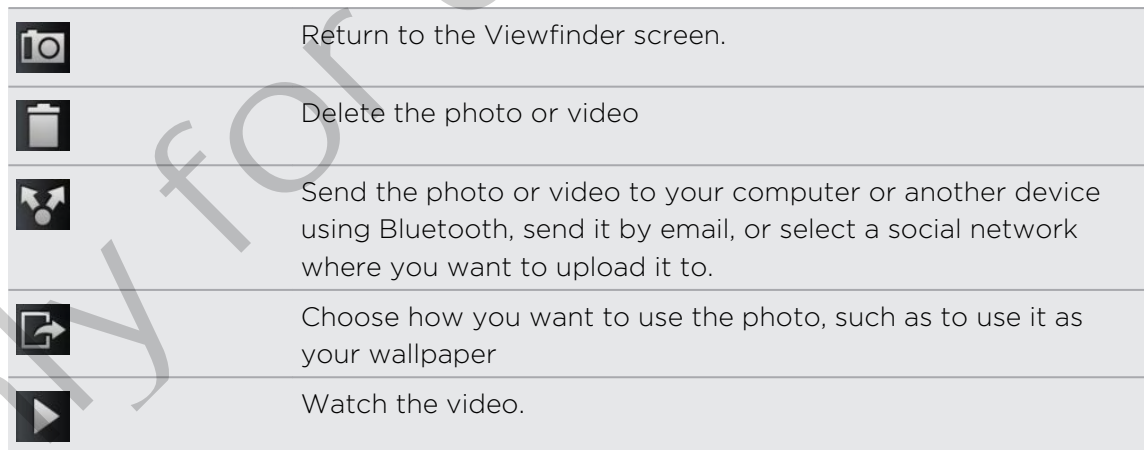 Return to the Viewfinder screen.
Delete the photo or video
Send the photo or video to your computer or another device
using Bluetooth, send it by email, or select a social network
where you want to upload it to.
Choose how you want to use the photo, such as to use it as
your wallpaper
Watch the video.